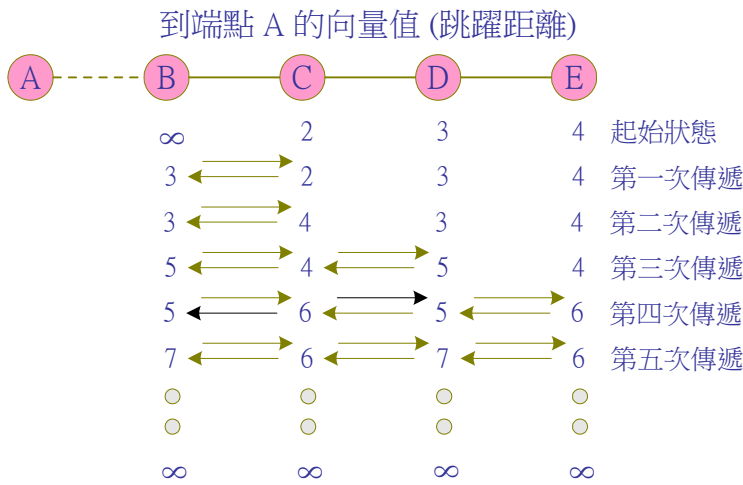 到端點 A 的向量值 (跳躍距離)
A B C D E
∞ 2 3 4 起始狀態
3 2 3 4 第一次傳遞
3 4 3 4 第二次傳遞
5 4 5 4 第三次傳遞
5 6 5 6 第四次傳遞
7 6 7 6 第五次傳遞
∞ ∞ ∞ ∞